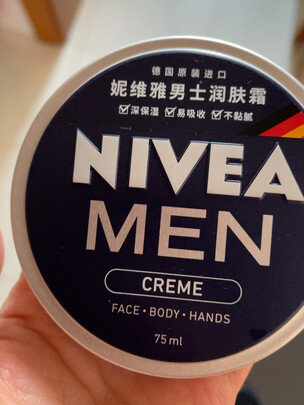 德国原装进口
妮维雅男士润肤霜
☑深保湿 ☑易吸收 ☑不黏腻
NIVEA
MEN
CREME
FACE • BODY • HANDS
75 ml